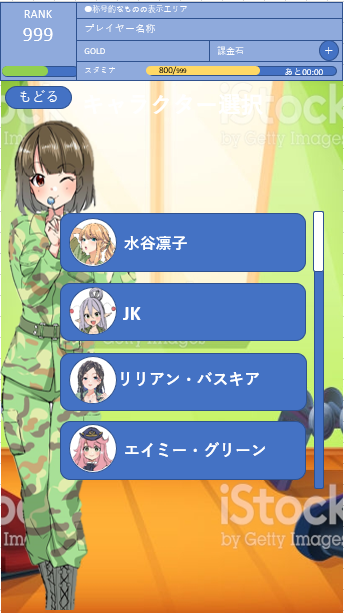 RANK
999
●称号的なものの表示エリア
プレイヤー名称
GOLD
課金石
+
スタミナ
800/999
あと00:00
もどる
キャラクター選択
iStock
by Getty Images
水谷凛子
JK
Getty Images
リリアン・バスキア
エイミー・グリーン
iStock
by Getty Images